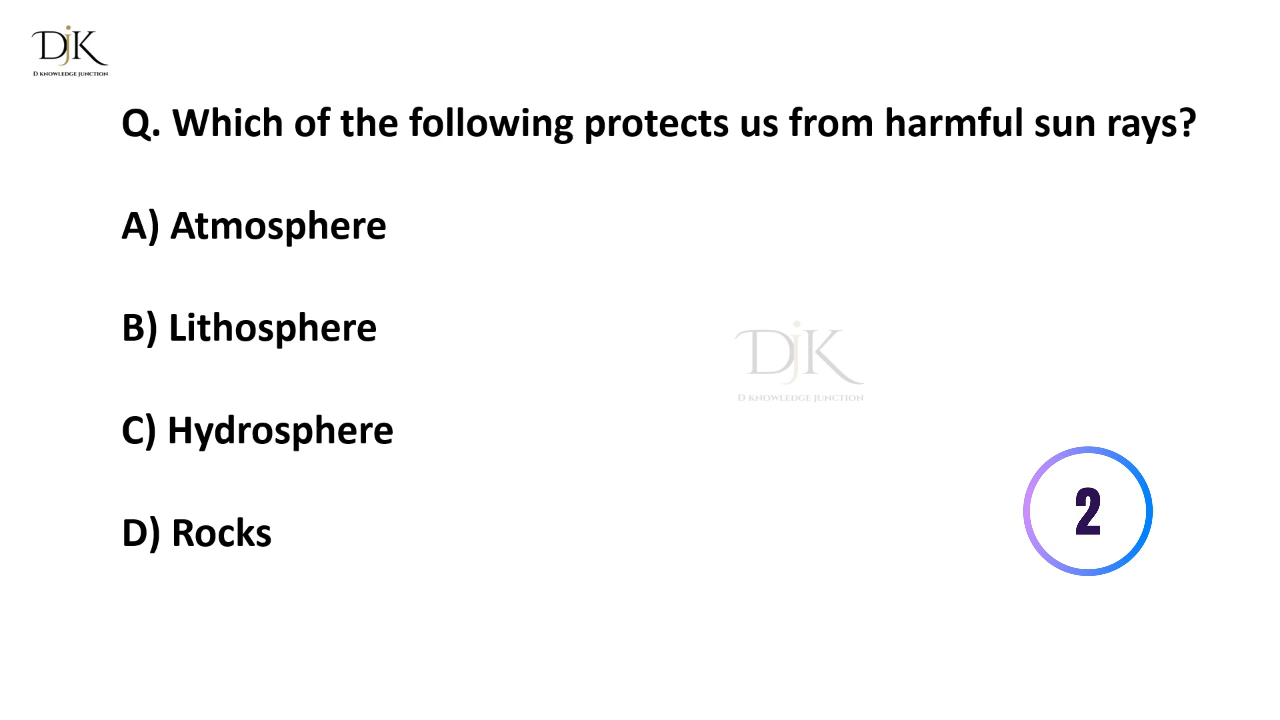 DjK
D KNOWLEDGE JUNCTION
Q. Which of the following protects us from harmful sun rays?
A) Atmosphere
B) Lithosphere
DjK
D KNOWLEDGE JUNCTION
C) Hydrosphere
2
D) Rocks